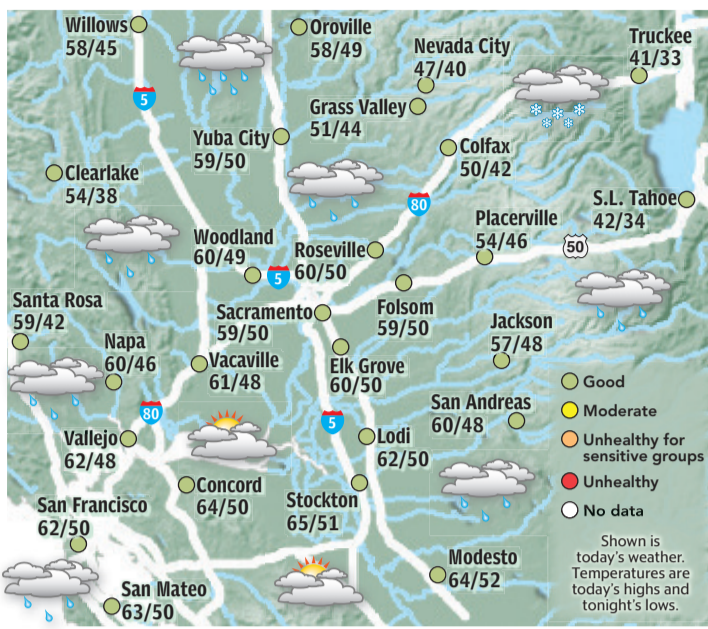 Willows
58/45
Oroville
58/49
Nevada City
47/40
Truckee
41/33
5
Grass Valley
51/44
Yuba City
59/50
Colfax
50/42
Clearlake
54/38
80
S.L. Tahoe
42/34
Placerville
54/46
50
Woodland
60/49
Roseville
60/50
5
Folsom
59/50
Santa Rosa
59/42
Sacramento
59/50
Jackson
57/48
Napa
60/46
Vacaville
61/48
Elk Grove
60/50
Good
San Andreas
60/48
Moderate
80
5
Vallejo
62/48
Lodi
62/50
Unhealthy for
sensitive groups
Unhealthy
Concord
64/50
Stockton
65/51
No data
San Francisco
62/50
Shown is
today's weather.
Temperatures are
today's highs and
tonight's lows.
Modesto
64/52
San Mateo
63/50